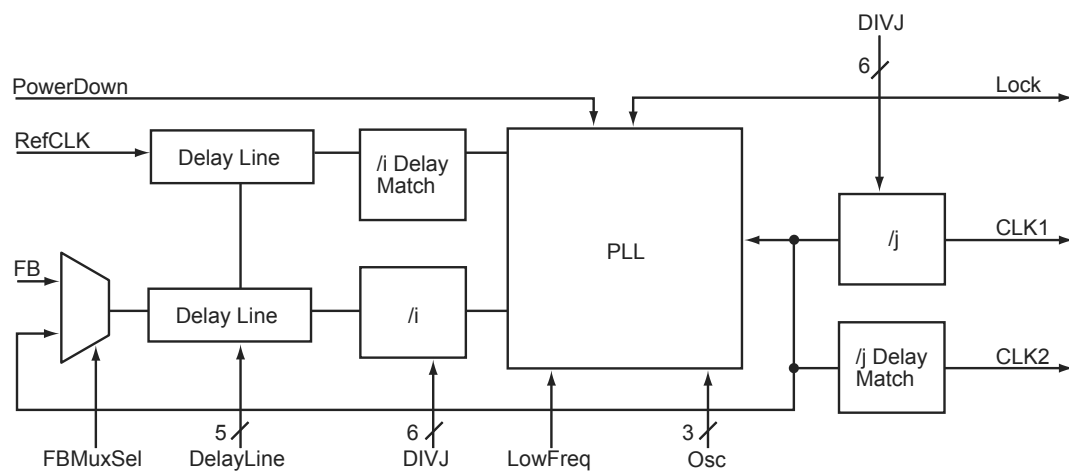 DIVJ
6
PowerDown
Lock
RefCLK
Delay Line
/i Delay
Match
PLL
/j
CLK1
FB
Delay Line
/i
/j Delay
Match
CLK2
5
6
3
FBMuxSel
DelayLine
DIVJ
LowFreq
Osc